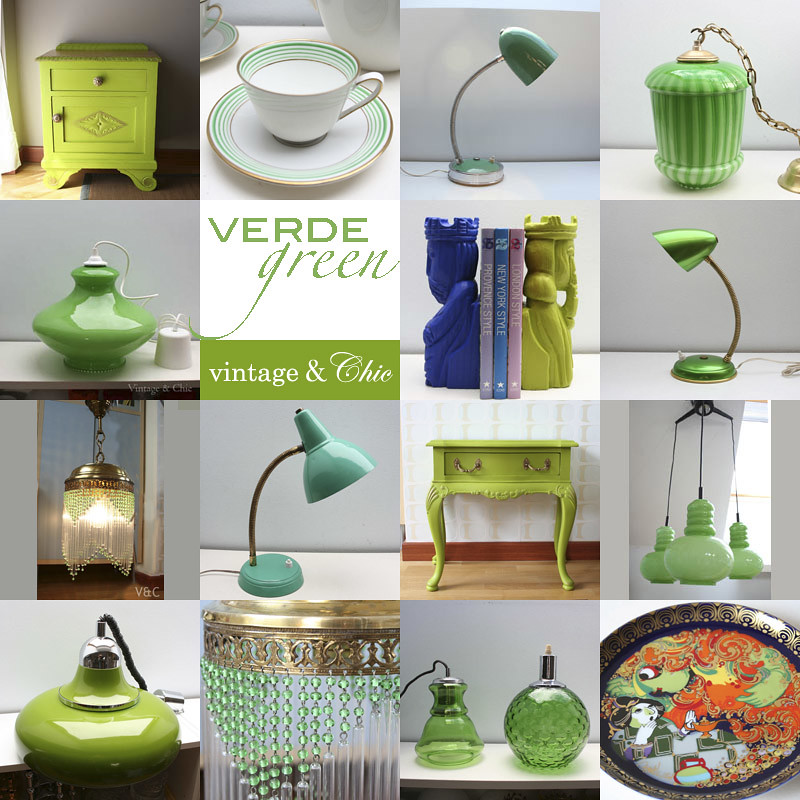 VERDE
green
vintage & Chic
PROVENCE STYLE
NEW YORK STYLE
LONDON STYLE
Vintage & Chic
V&C